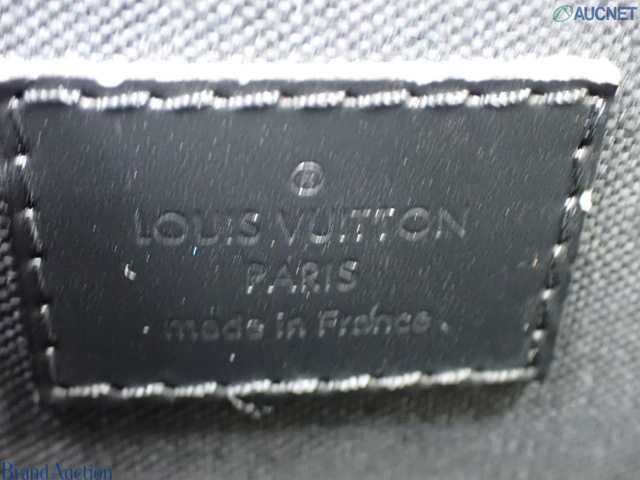 AUCNET
®
LOUIS VUITTON
PARIS
made in France
Brand Auction